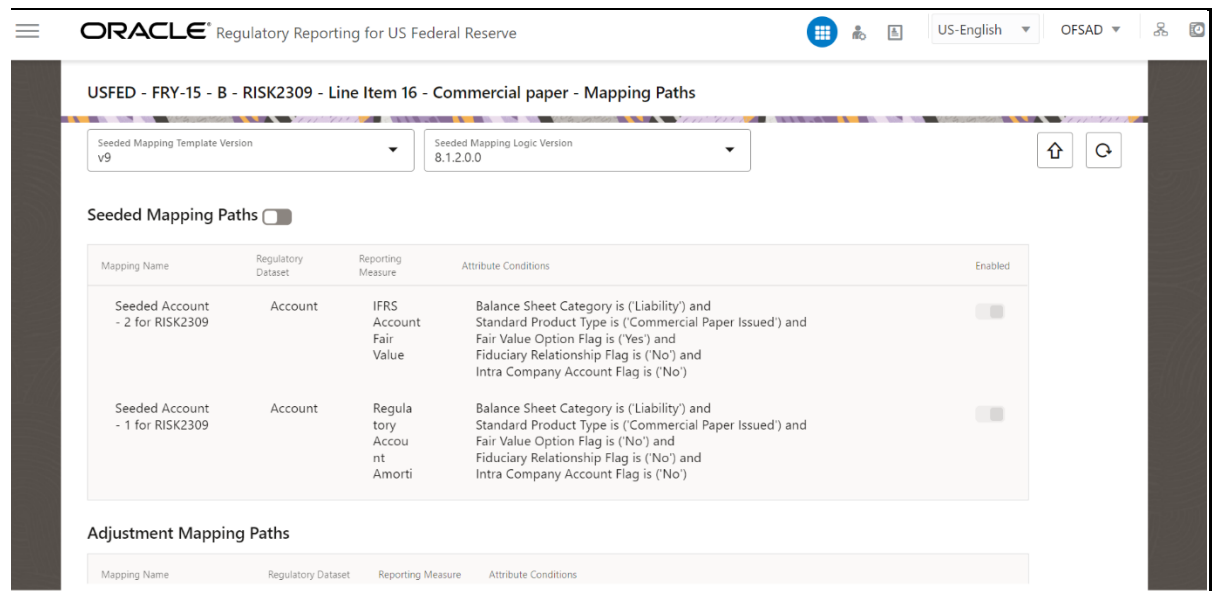 ORACLE® Regulatory Reporting for US Federal Reserve
US-English
OFSAD
USFED - FRY-15 - B - RISK2309 - Line Item 16 - Commercial paper - Mapping Paths
Seeded Mapping Template Version
v9
Seeded Mapping Logic Version
8.1.2.0.0
Seeded Mapping Paths
Mapping Name
Regulatory
Dataset
Reporting
Measure
Attribute Conditions
Enabled
Seeded Account
- 2 for RISK2309
Account
IFRS
Account
Fair
Value
Balance Sheet Category is ('Liability') and
Standard Product Type is ('Commercial Paper Issued') and
Fair Value Option Flag is ('Yes') and
Fiduciary Relationship Flag is ('No') and
Intra Company Account Flag is ('No')
Seeded Account
- 1 for RISK2309
Account
Regula
tory
Accou
nt
Amorti
Balance Sheet Category is ('Liability') and
Standard Product Type is ('Commercial Paper Issued') and
Fair Value Option Flag is ('No') and
Fiduciary Relationship Flag is ('No') and
Intra Company Account Flag is ('No')
Adjustment Mapping Paths
Mapping Name
Regulatory Dataset
Reporting Measure
Attribute Conditions